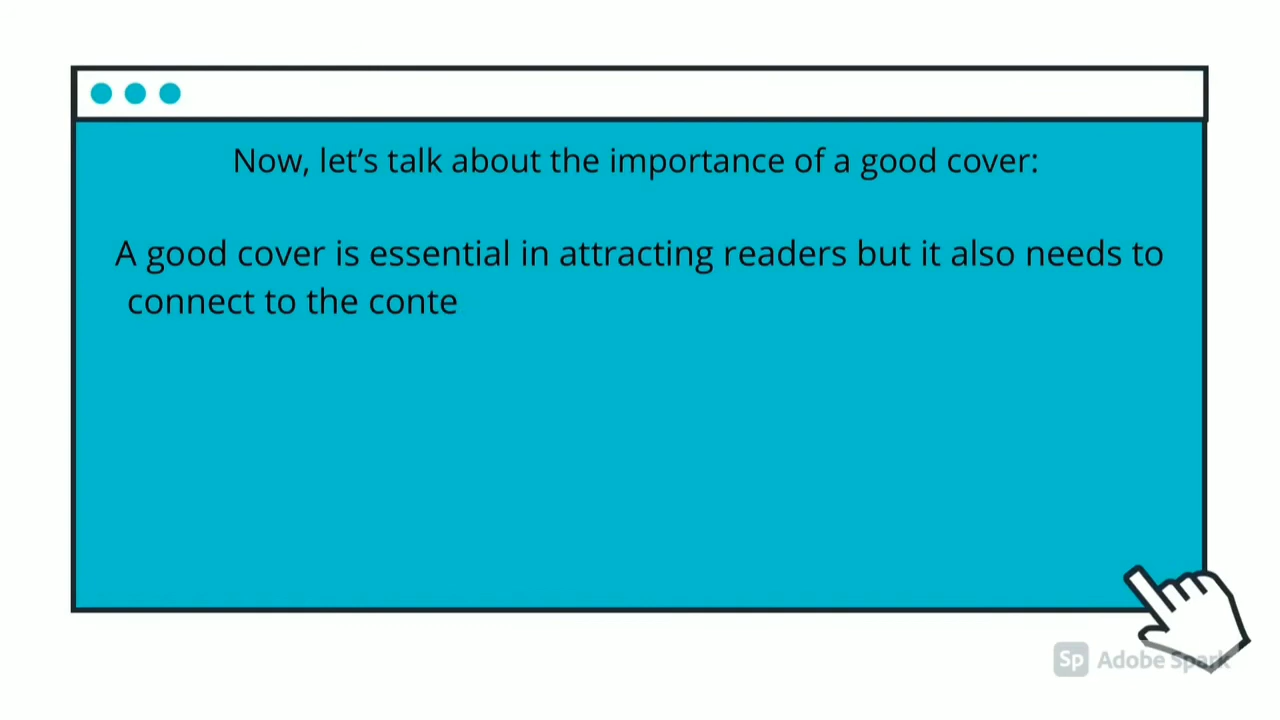 Now, let’s talk about the importance of a good cover:
A good cover is essential in attracting readers but it also needs to
connect to the conte
Sp Adobe Spark